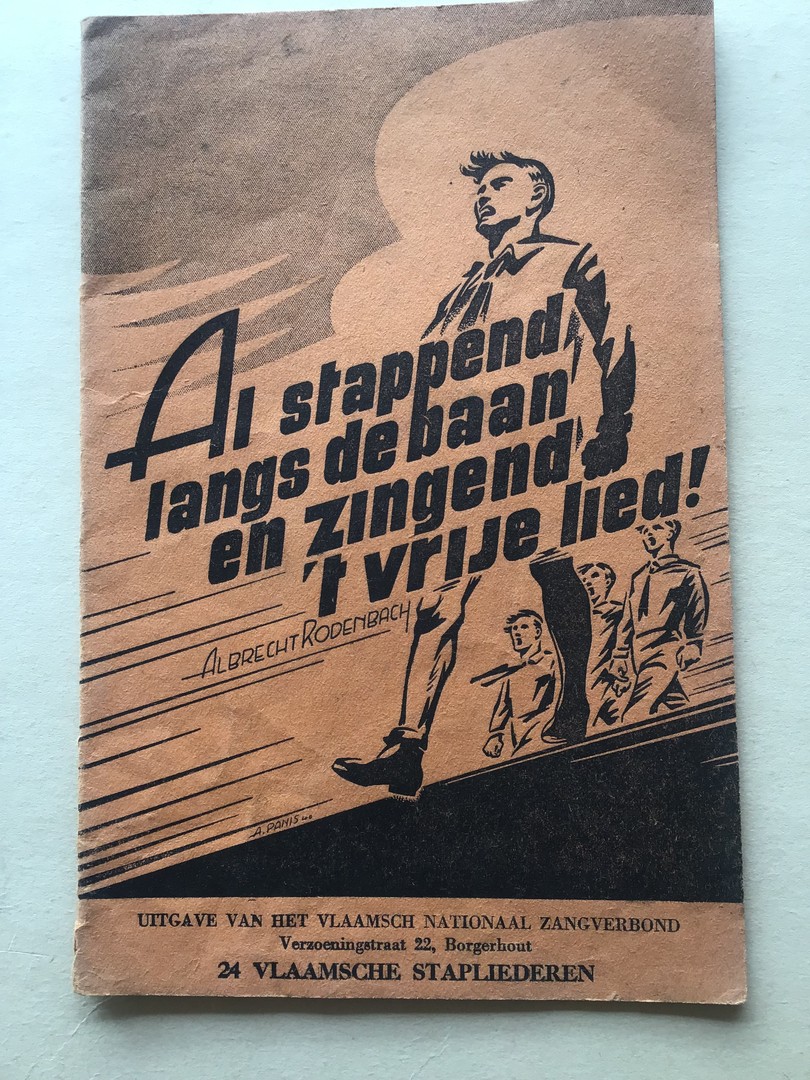 Al stappend
langs de baan
en zingend
't vrije lied!
ALBRECHT RODENBACH
A. PANIS 40
UITGAVE VAN HET VLAAMSCH NATIONAAL ZANGVERBOND
Verzoeningstraat 22, Borgerhout
24 VLAAMSCHE STAPLIEDEREN